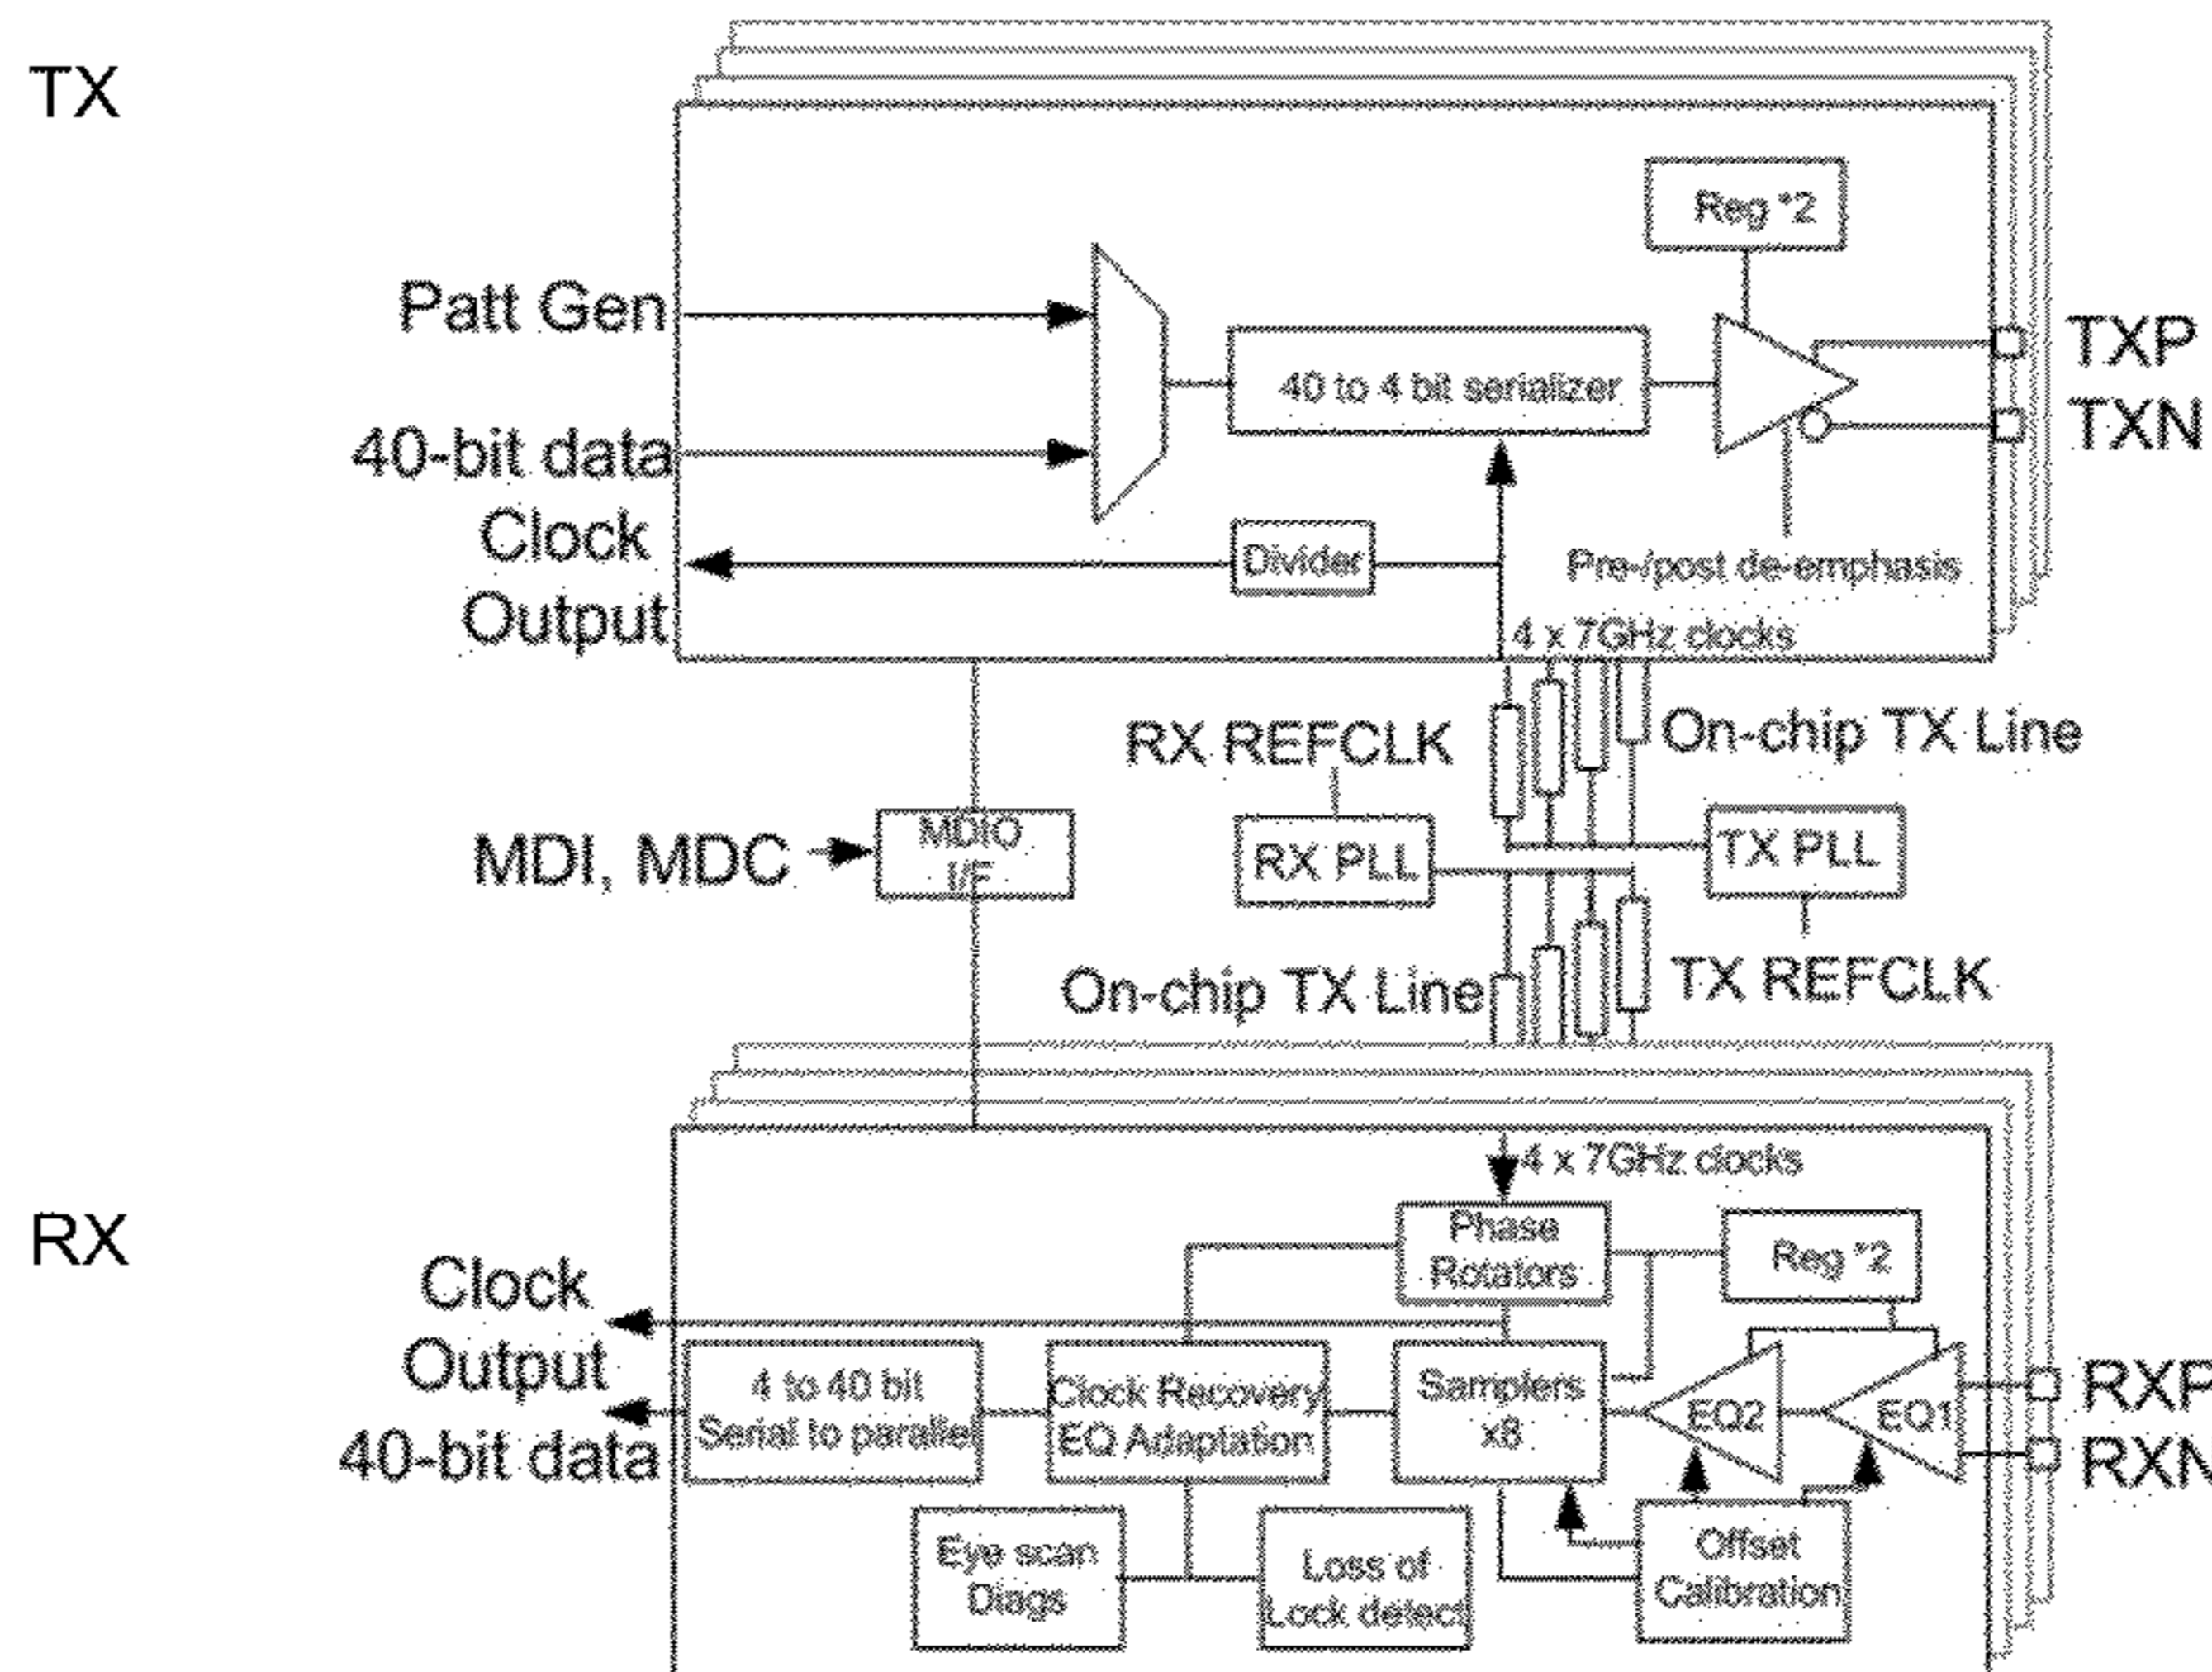 TX
Reg *2
Patt Gen
TXP
40 to 4 bit serializer
TXN
40-bit data
Clock
Output
Divider
Pre-/post de-emphasis
4 x 7GHz clocks
RX REFCLK
On-chip TX Line
MDI, MDC
MDIO
I/F
RX PLL
TX PLL
On-chip TX Line
TX REFCLK
4 x 7GHz clocks
RX
Phase
Rotators
Reg *2
Clock
Output
40-bit data
4 to 40 bit
Serial to parallel
Clock Recovery
EQ Adaptation
Samplers
x8
EQ2
EQ1
RXP
RXN
Eye scan
Diags
Loss of
Lock detect
Offset
Calibration